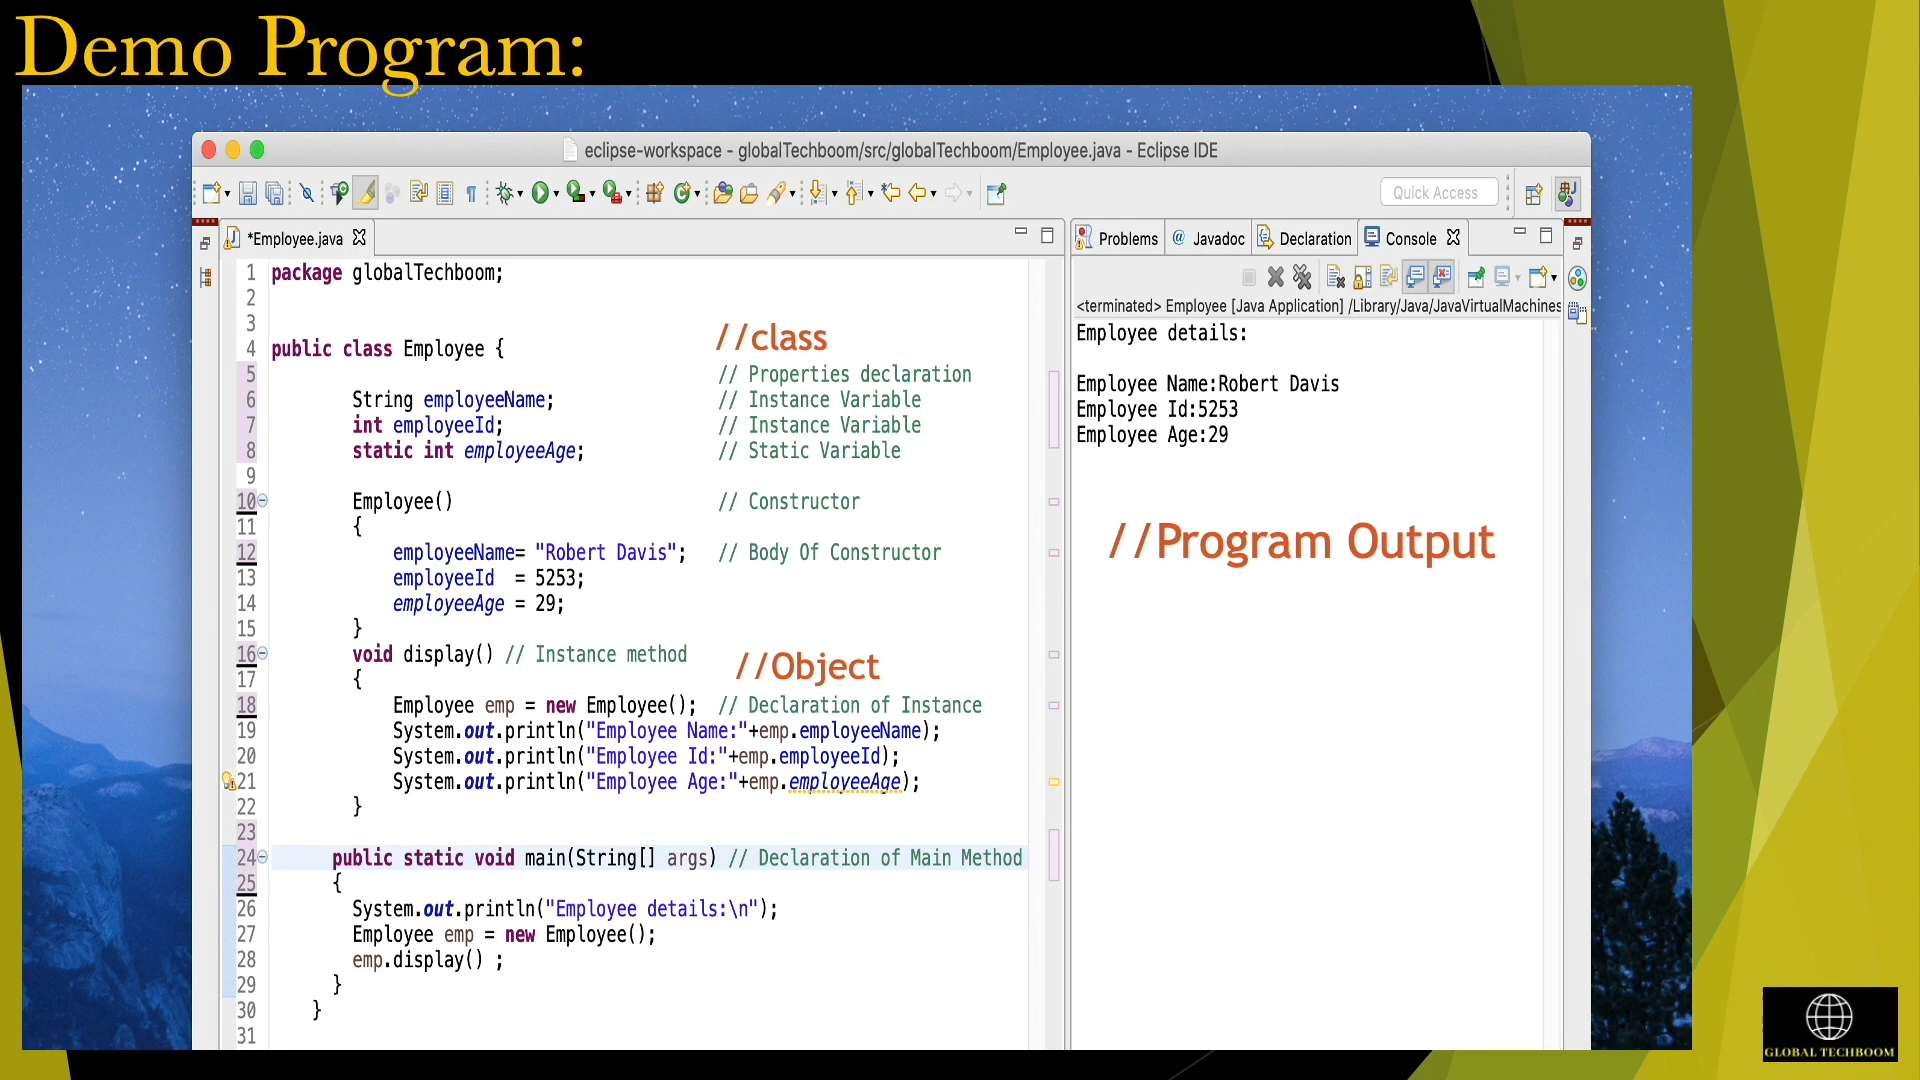 Demo Program:
eclipse-workspace - globalTechboom/src/globalTechboom/Employee.java - Eclipse IDE
Quick Access
*Employee.java
1 package globalTechboom;
2
3
//class
4 public class Employee {
5 // Properties declaration
6 String employeeName; // Instance Variable
7 int employeeId; // Instance Variable
8 static int employeeAge; // Static Variable
9
10 Employee() // Constructor
11 {
12 employeeName= "Robert Davis"; // Body Of Constructor
13 employeeId  = 5253;
14 employeeAge = 29;
15 }
16 void display() // Instance method
//Object
17 {
18 Employee emp = new Employee(); // Declaration of Instance
19 System.out.println("Employee Name:"+emp.employeeName);
20 System.out.println("Employee Id:"+emp.employeeId);
21 System.out.println("Employee Age:"+emp.employeeAge);
22 }
23
24 public static void main(String[] args) // Declaration of Main Method
25 {
26 System.out.println("Employee details:\n");
27 Employee emp = new Employee();
28 emp.display() ;
29 }
30 }
31
Problems @ Javadoc Declaration Console
<terminated> Employee [Java Application] /Library/Java/JavaVirtualMachines
Employee details:
Employee Name:Robert Davis
Employee Id:5253
Employee Age:29
//Program Output
GLOBAL TECHBOOM